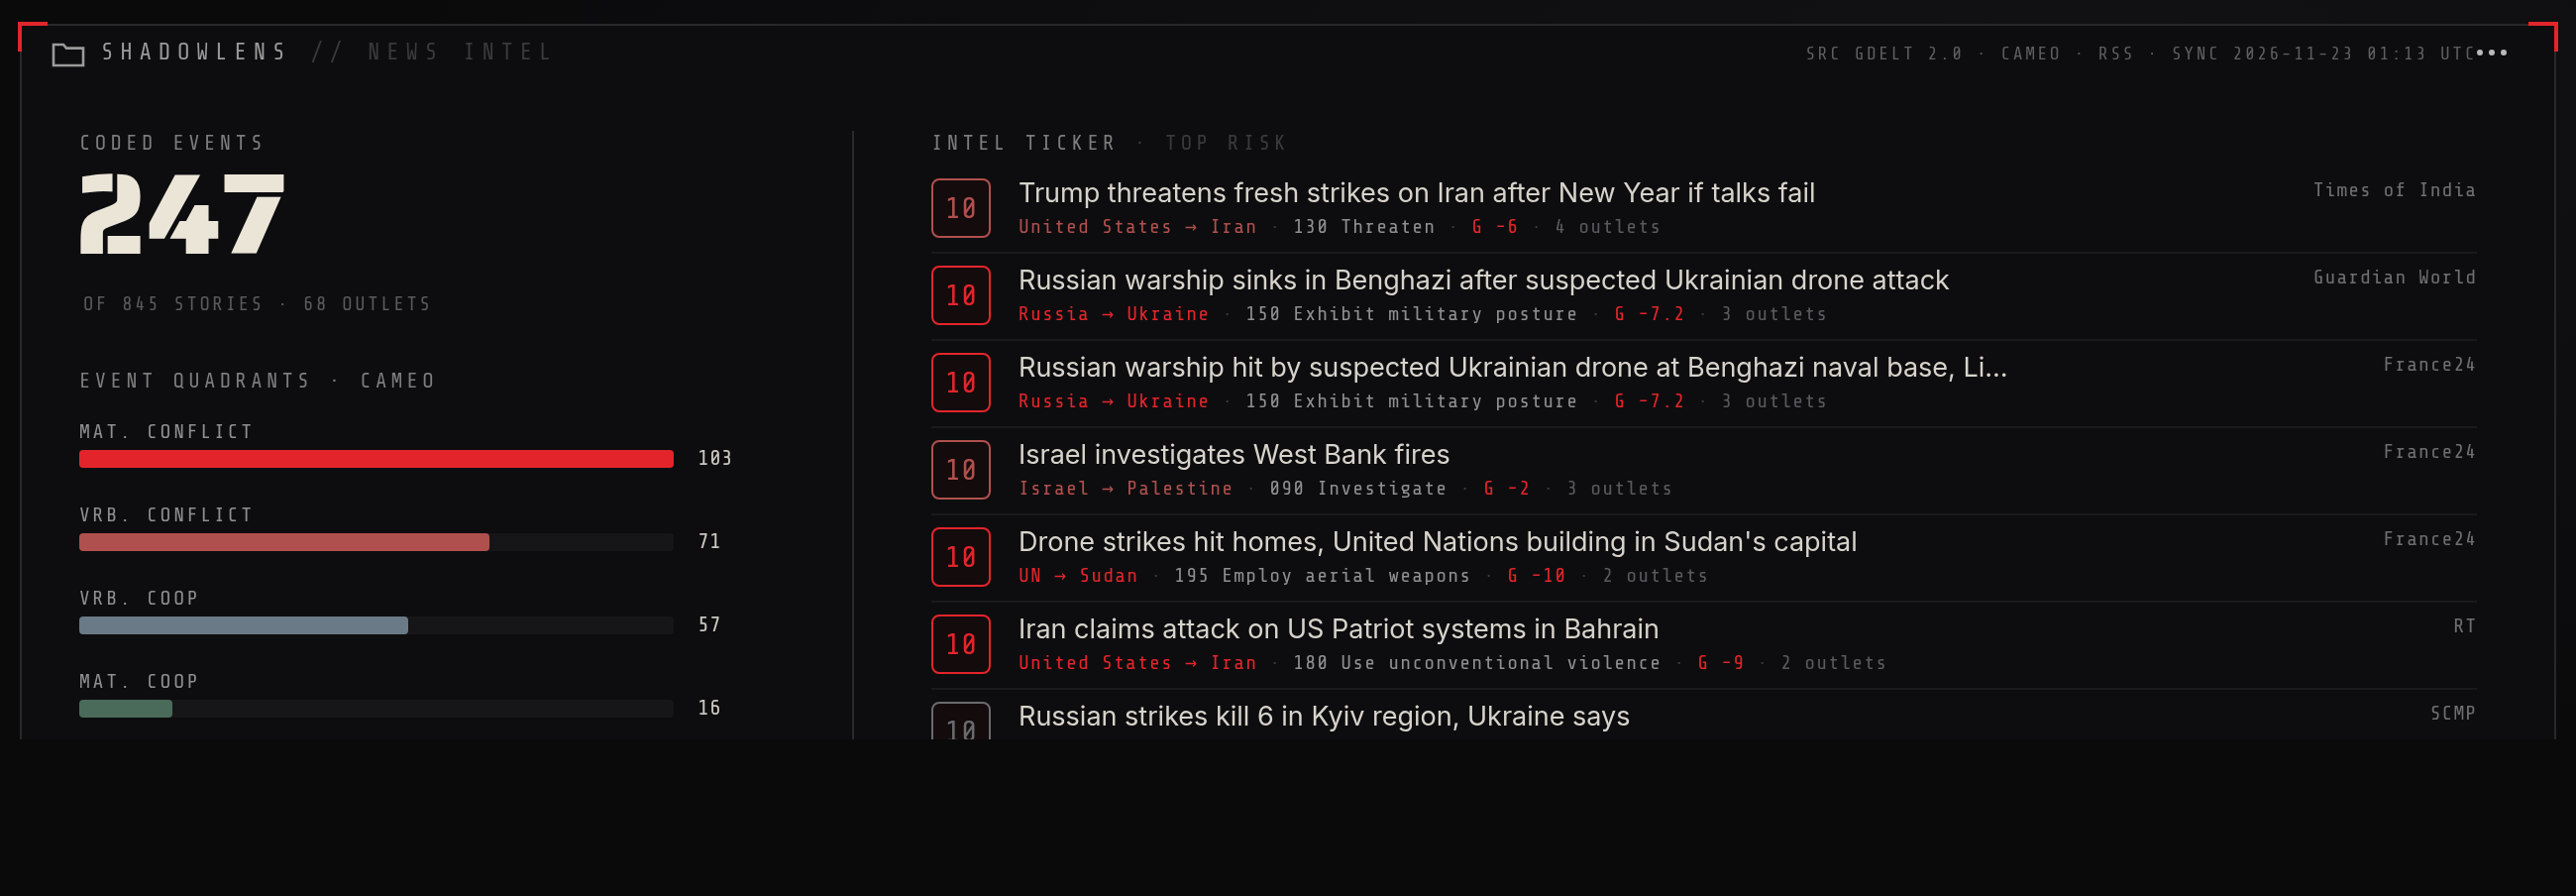 SHADOWLENS // NEWS INTEL
SRC GDELT 2.0 · CAMEO · RSS · SYNC 2026-11-23 01:13 UTC
CODED EVENTS
247
OF 845 STORIES · 68 OUTLETS
EVENT QUADRANTS · CAMEO
MAT. CONFLICT
103
VRB. CONFLICT
71
VRB. COOP
57
MAT. COOP
16
INTEL TICKER · TOP RISK
10
Trump threatens fresh strikes on Iran after New Year if talks fail
Times of India
United States → Iran · 130 Threaten · G -6 · 4 outlets
10
Russian warship sinks in Benghazi after suspected Ukrainian drone attack
Guardian World
Russia → Ukraine · 150 Exhibit military posture · G -7.2 · 3 outlets
10
Russian warship hit by suspected Ukrainian drone at Benghazi naval base, Li...
France24
Russia → Ukraine · 150 Exhibit military posture · G -7.2 · 3 outlets
10
Israel investigates West Bank fires
France24
Israel → Palestine · 090 Investigate · G -2 · 3 outlets
10
Drone strikes hit homes, United Nations building in Sudan's capital
France24
UN → Sudan · 195 Employ aerial weapons · G -10 · 2 outlets
10
Iran claims attack on US Patriot systems in Bahrain
RT
United States → Iran · 180 Use unconventional violence · G -9 · 2 outlets
10
Russian strikes kill 6 in Kyiv region, Ukraine says
SCMP